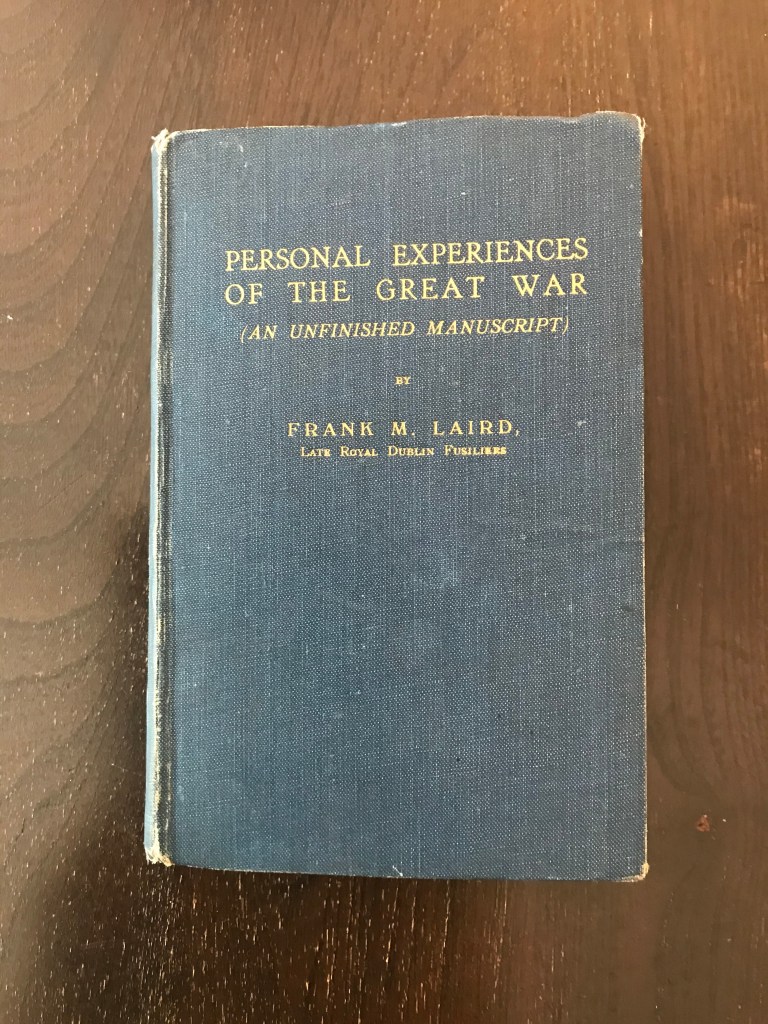 PERSONAL EXPERIENCES
OF THE GREAT WAR
(AN UNFINISHED MANUSCRIPT)
BY
FRANK M. LAIRD,
LATE ROYAL DUBLIN FUSILIERS